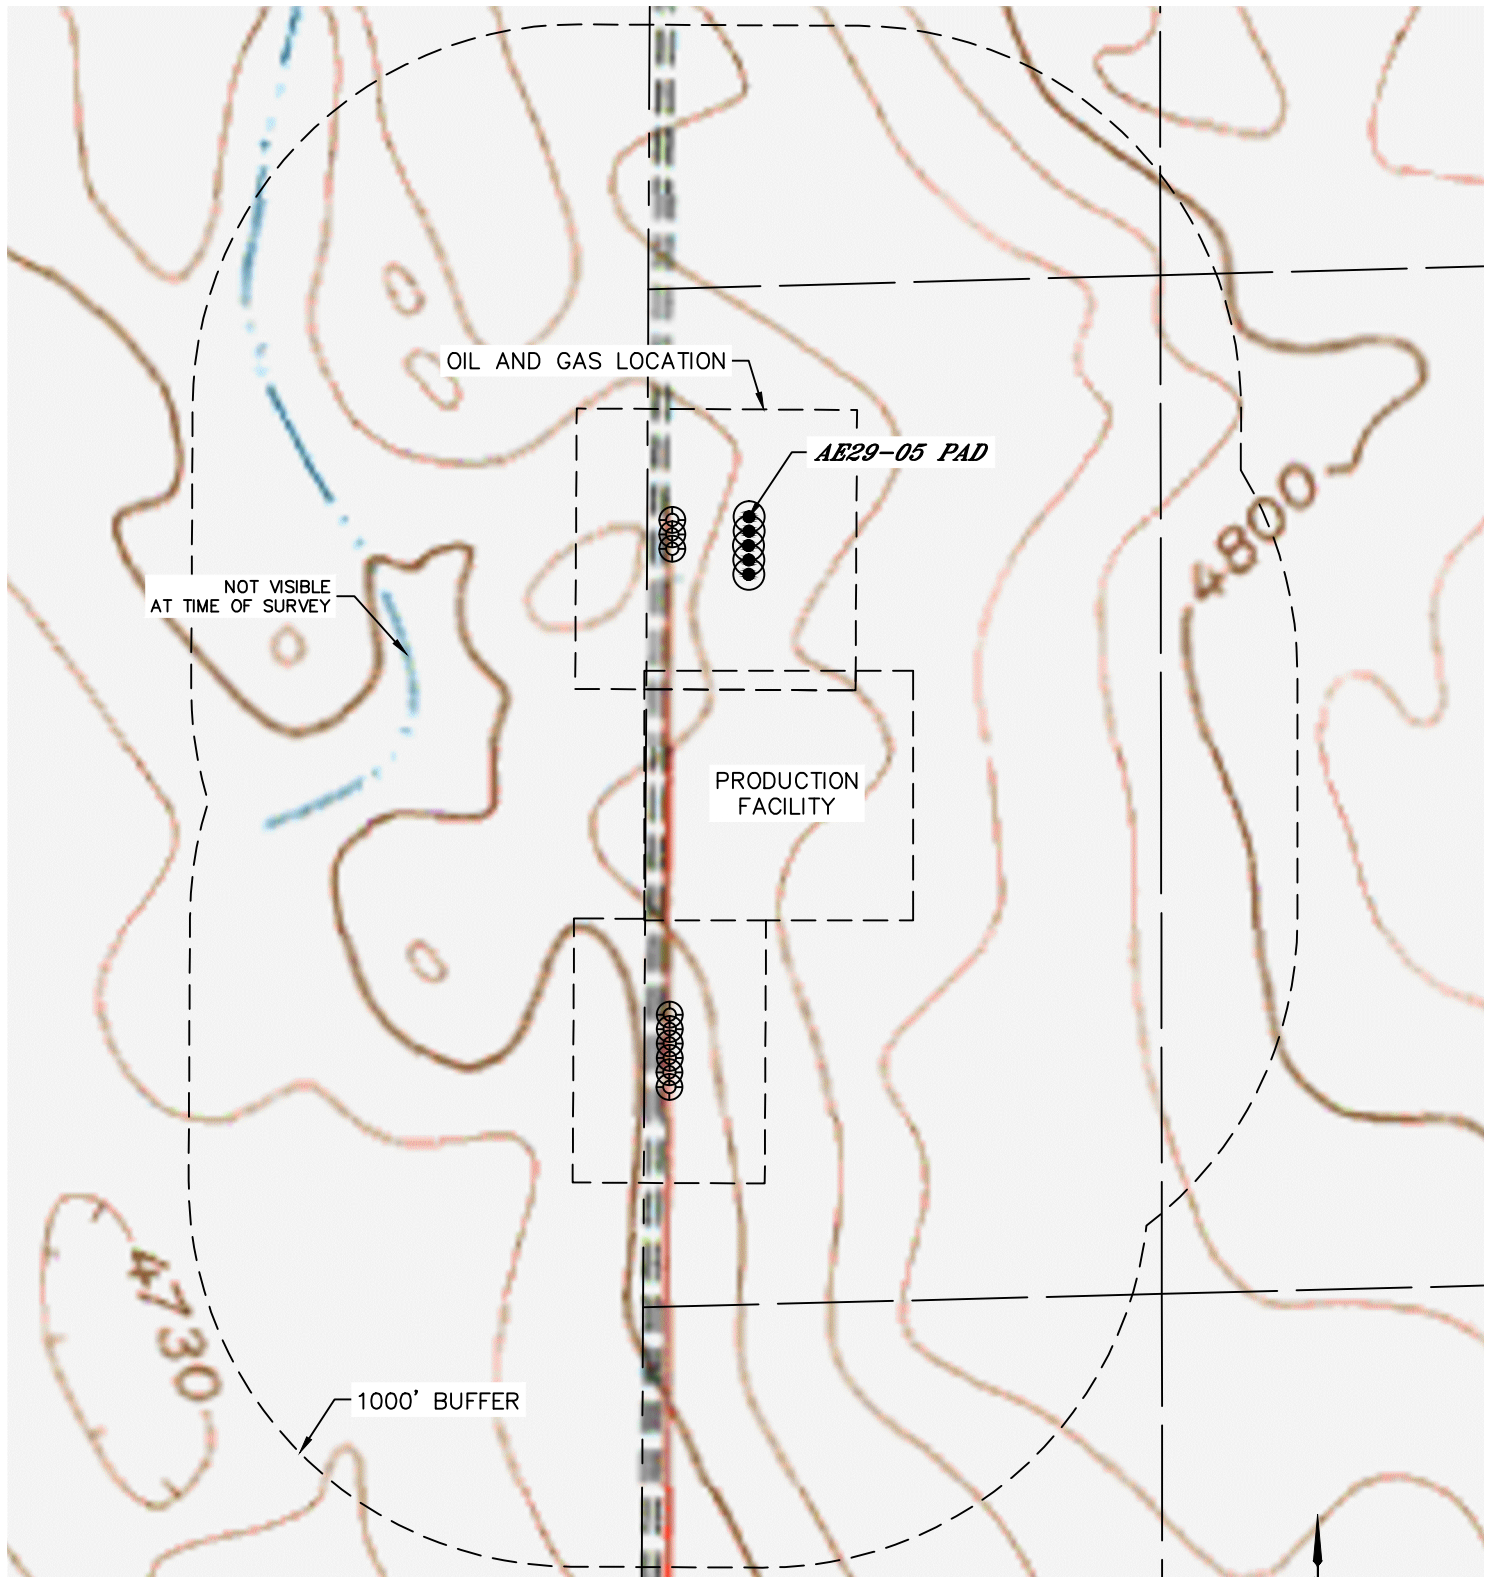 OIL AND GAS LOCATION
AE29-05 PAD
4800
NOT VISIBLE
AT TIME OF SURVEY
PRODUCTION
FACILITY
4730
1000' BUFFER